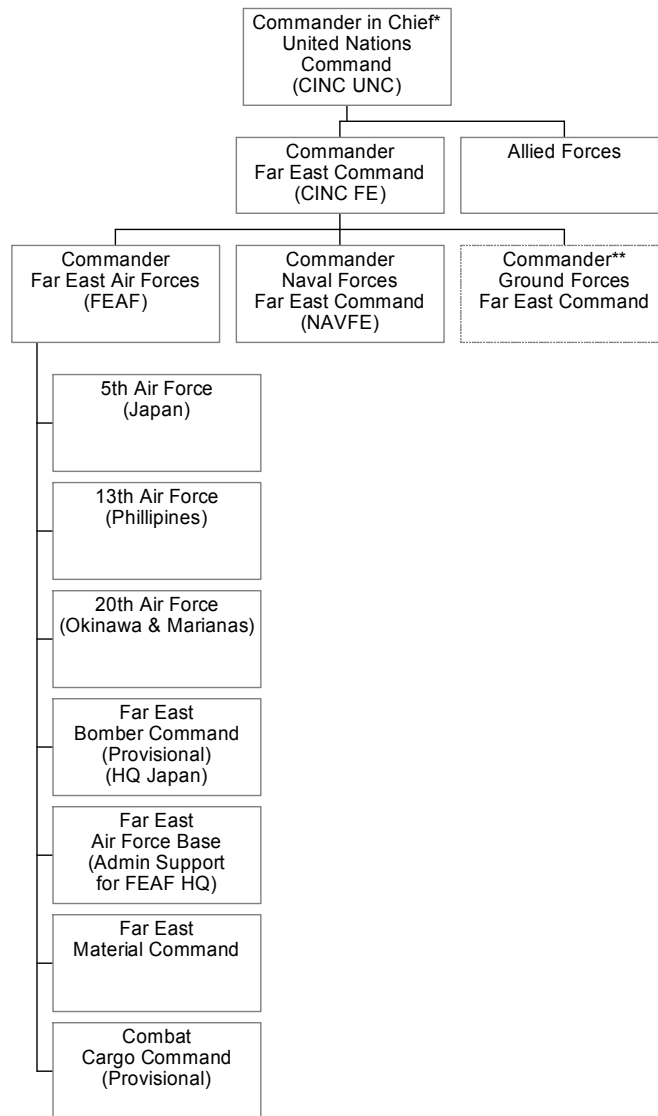 Commander in Chief*
United Nations
Command
(CINC UNC)
Commander
Far East Command
(CINC FE)
Allied Forces
Commander
Far East Air Forces
(FEAF)
Commander
Naval Forces
Far East Command
(NAVFE)
Commander**
Ground Forces
Far East Command
5th Air Force
(Japan)
13th Air Force
(Phillipines)
20th Air Force
(Okinawa & Marianas)
Far East
Bomber Command
(Provisional)
(HQ Japan)
Far East
Air Force Base
(Admin Support
for FEAF HQ)
Far East
Material Command
Combat
Cargo Command
(Provisional)